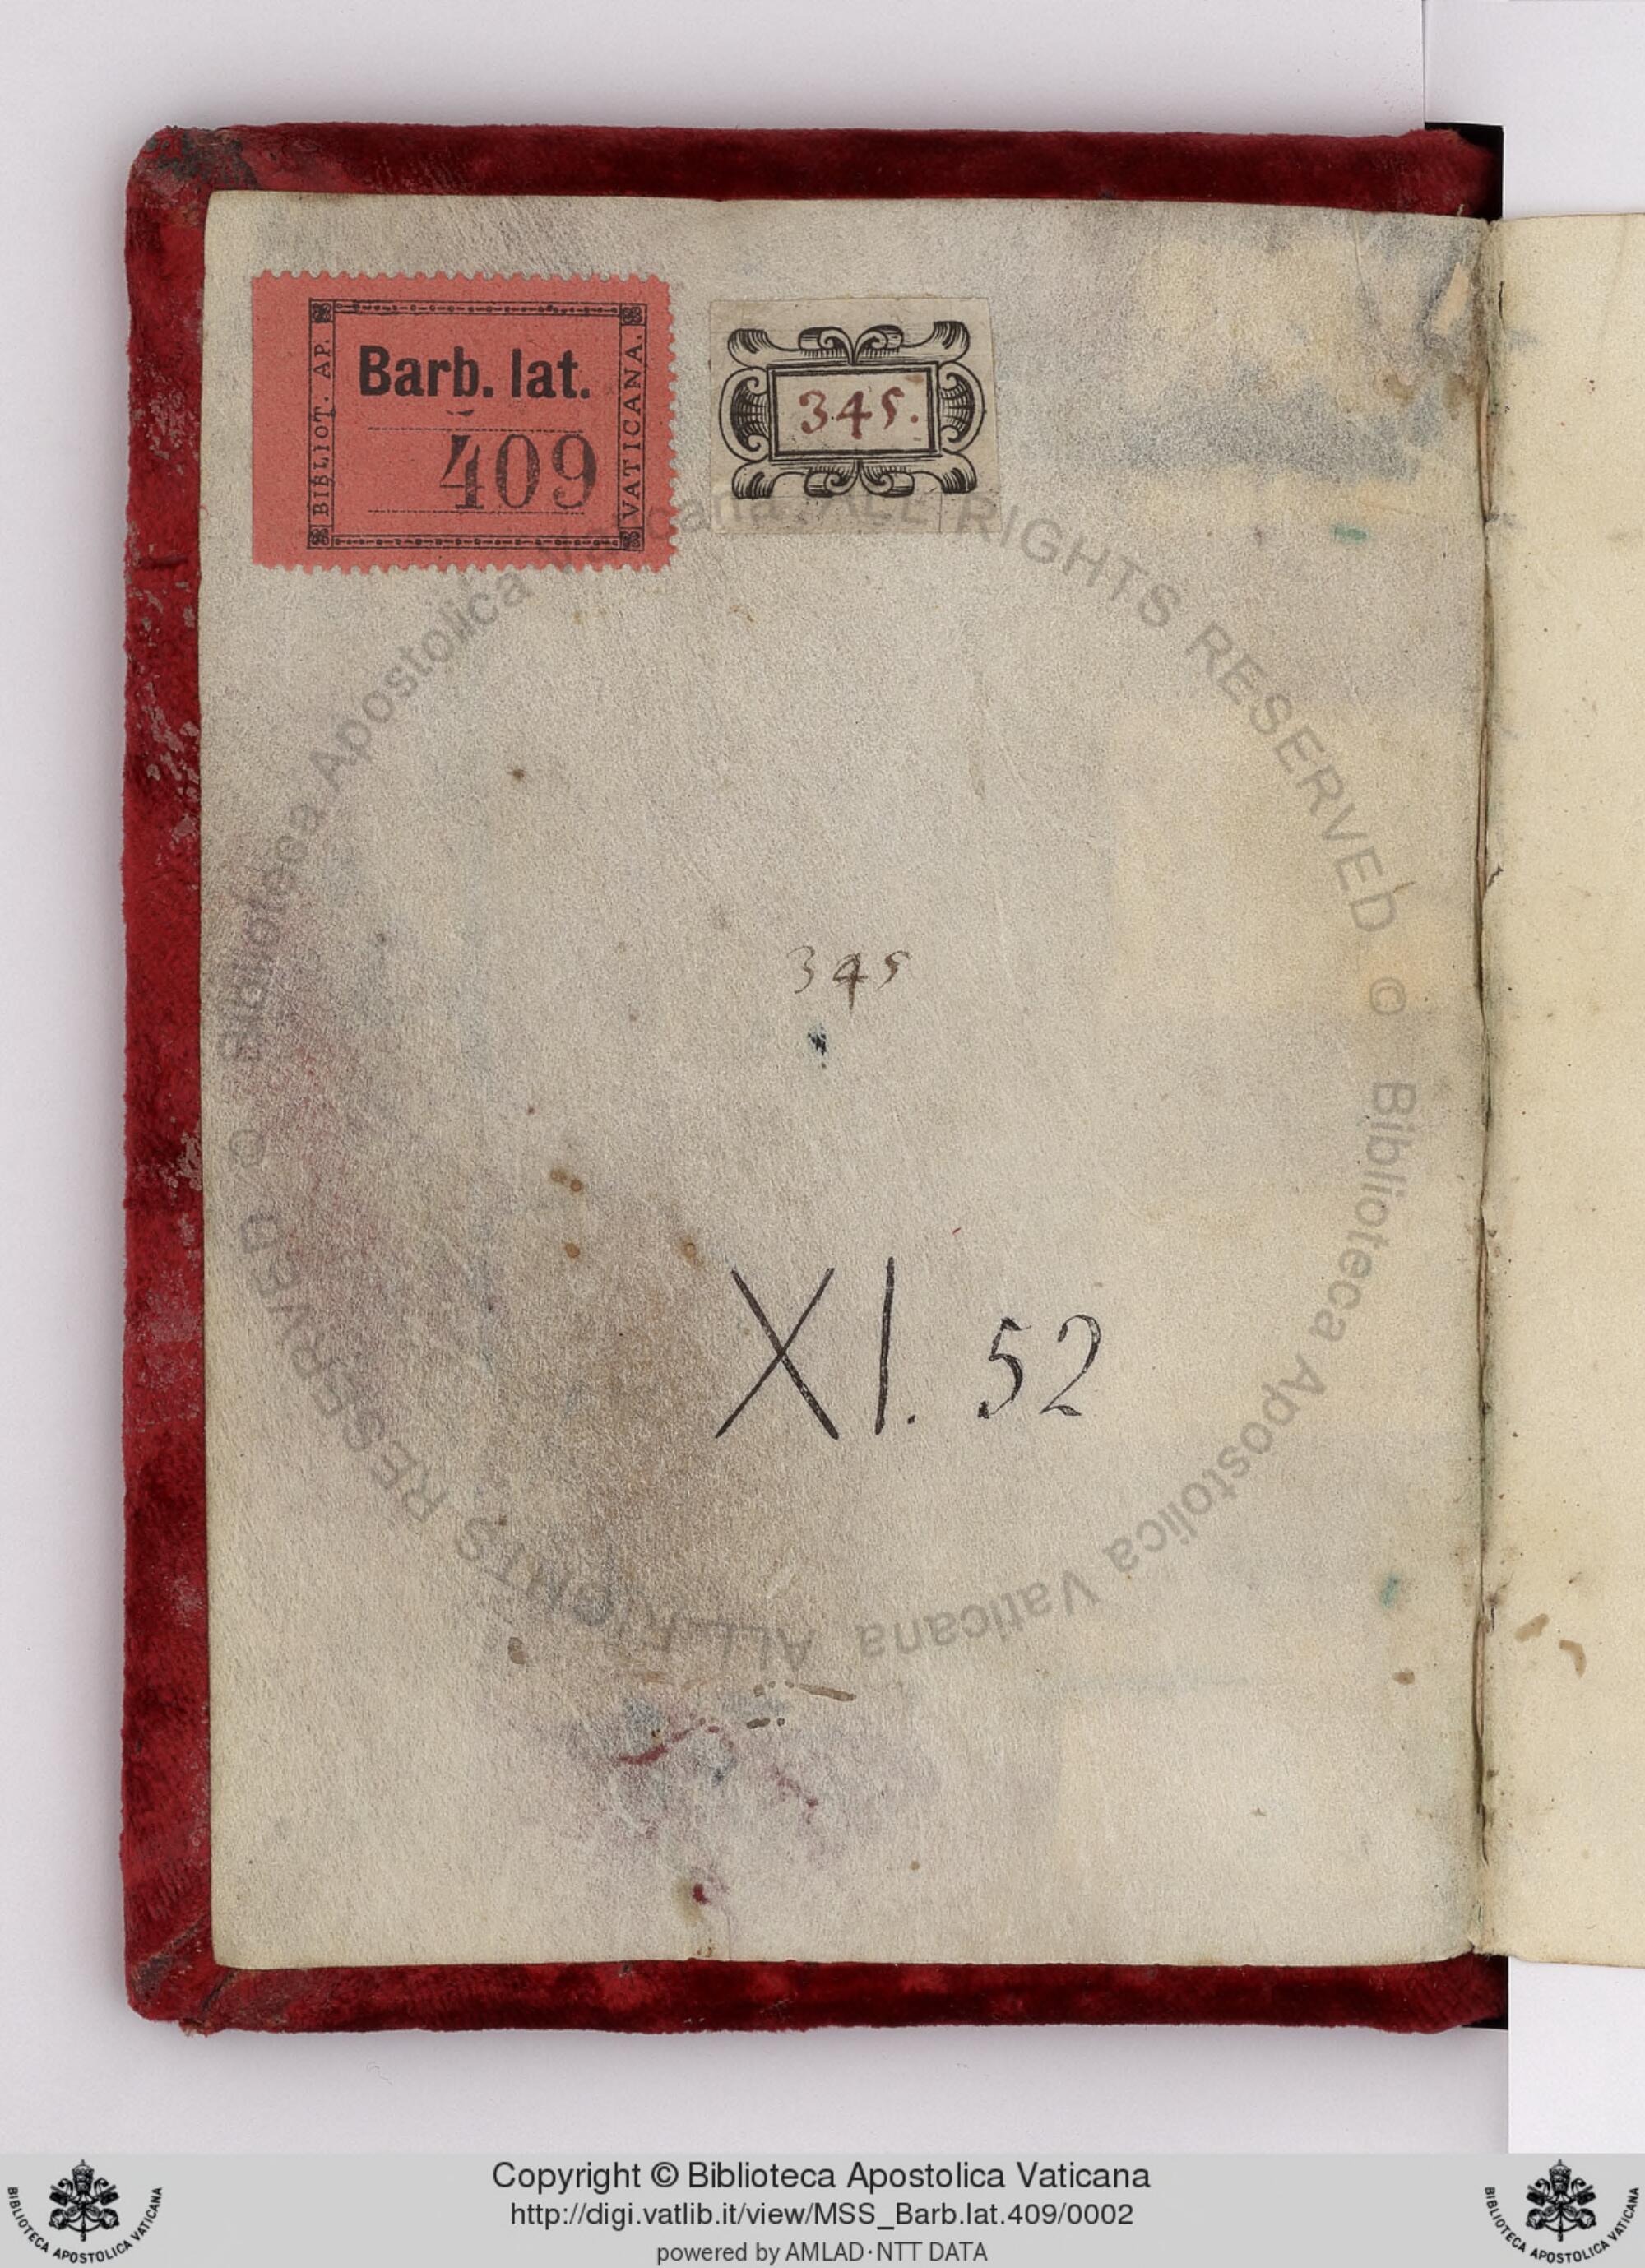 BIBLIOT. AP.
Barb. lat.
409
VATICANA.
345.
345
XI. 52
© Biblioteca Apostolica Vaticana. ALL RIGHTS RESERVED © Biblioteca Apostolica Vaticana ALL RIGHTS RESERVED
Copyright © Biblioteca Apostolica Vaticana
http://digi.vatlib.it/view/MSS_Barb.lat.409/0002
powered by AMLAD·NTT DATA
BIBLIOTECA APOSTOLICA VATICANA
BIBLIOTECA APOSTOLICA VATICANA